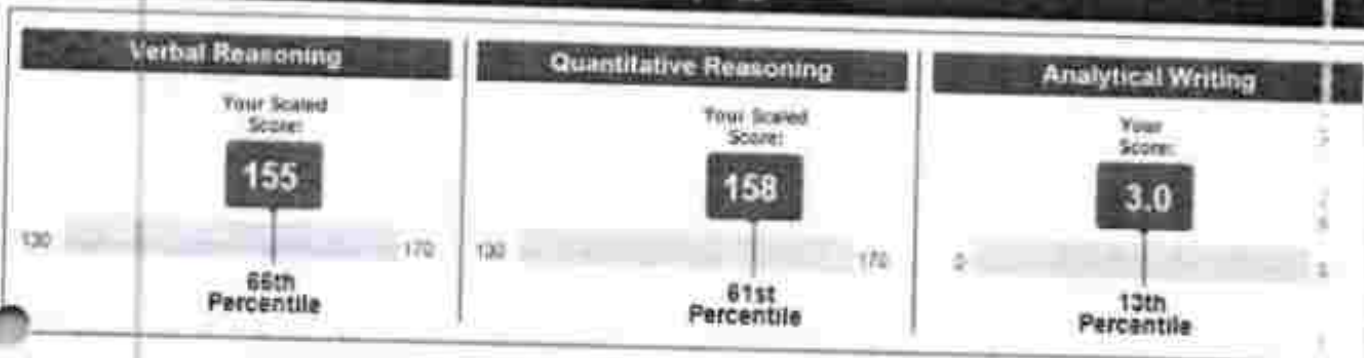 Verbal Reasoning
Your Scaled
Score:
155
130
170
Percentile
Quantitative Reasoning
Your Scaled
Score:
158
130
170
61st
Percentile
Analytical Writing
Your
Score:
3.0
0
13th
Percentile